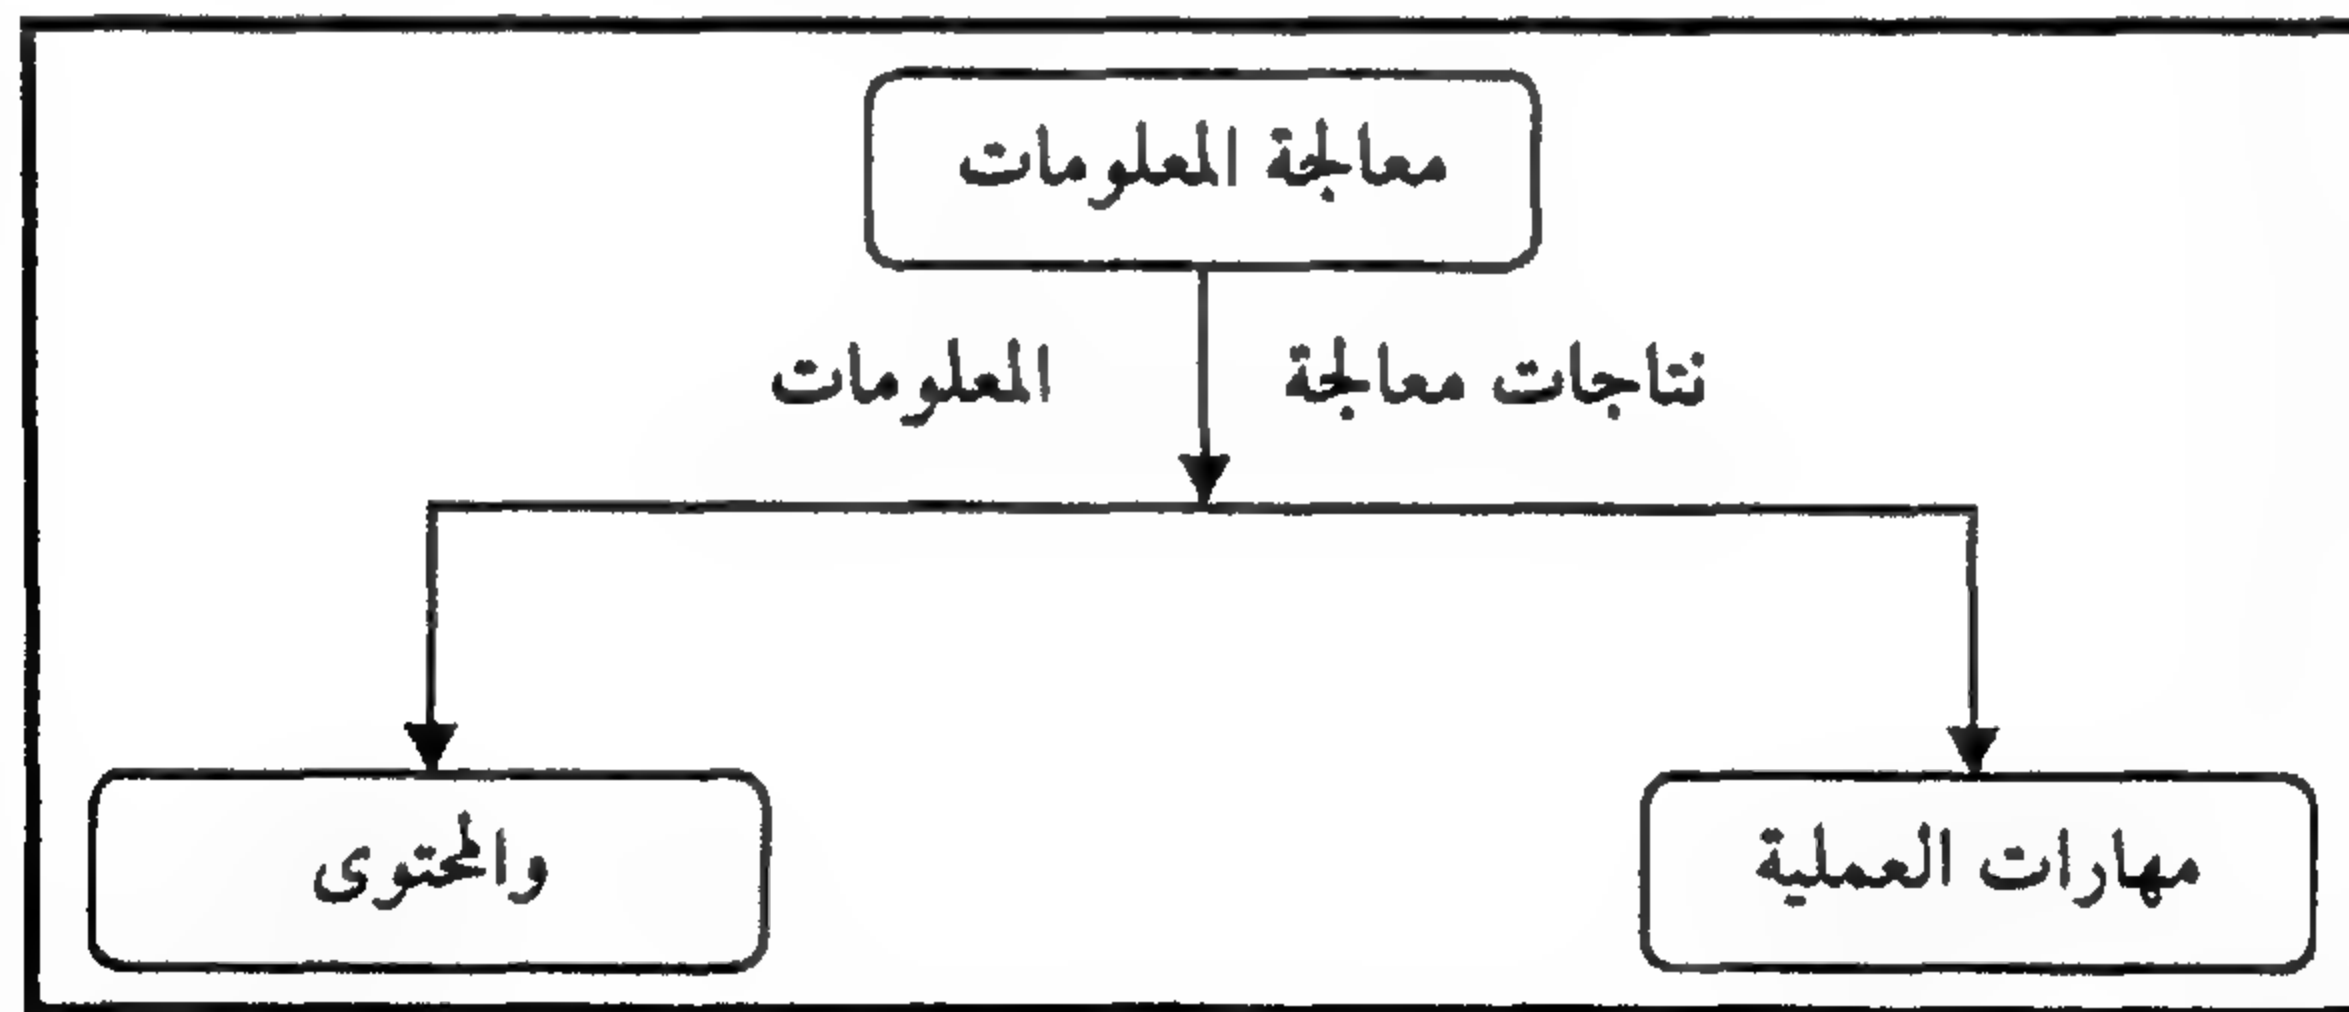 معالجة المعلومات
نتاجات معالجة المعلومات
مهارات العملية
والمحتوى